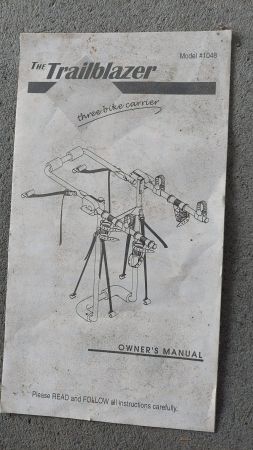 Model #1048
THE Trailblazer
three bike carrier
OWNER'S MANUAL
Please READ and FOLLOW all instructions carefully.